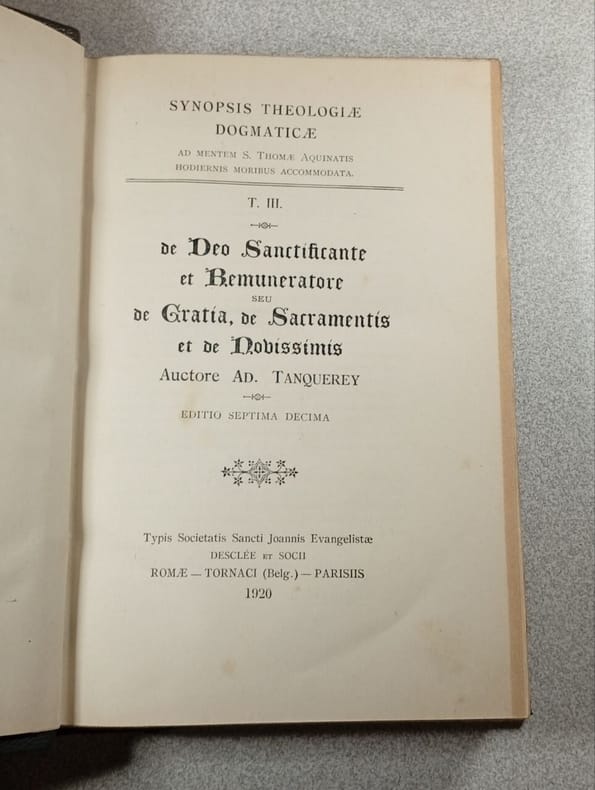 SYNOPSIS THEOLOGIÆ
DOGMATICÆ
AD MENTEM S. THOMÆ AQUINATIS
HODIERNIS MORIBUS ACCOMMODATA.
T. III.
de Deo Sanctificante
et Remuneratore
SEU
de Gratia, de Sacramentis
et de Novissimis
Auctore AD. TANQUEREY
EDITIO SEPTIMA DECIMA
Typis Societatis Sancti Joannis Evangelistæ
DESCLÉE ET SOCII
ROMÆ — TORNACI (Belg.) — PARISIIS
1920